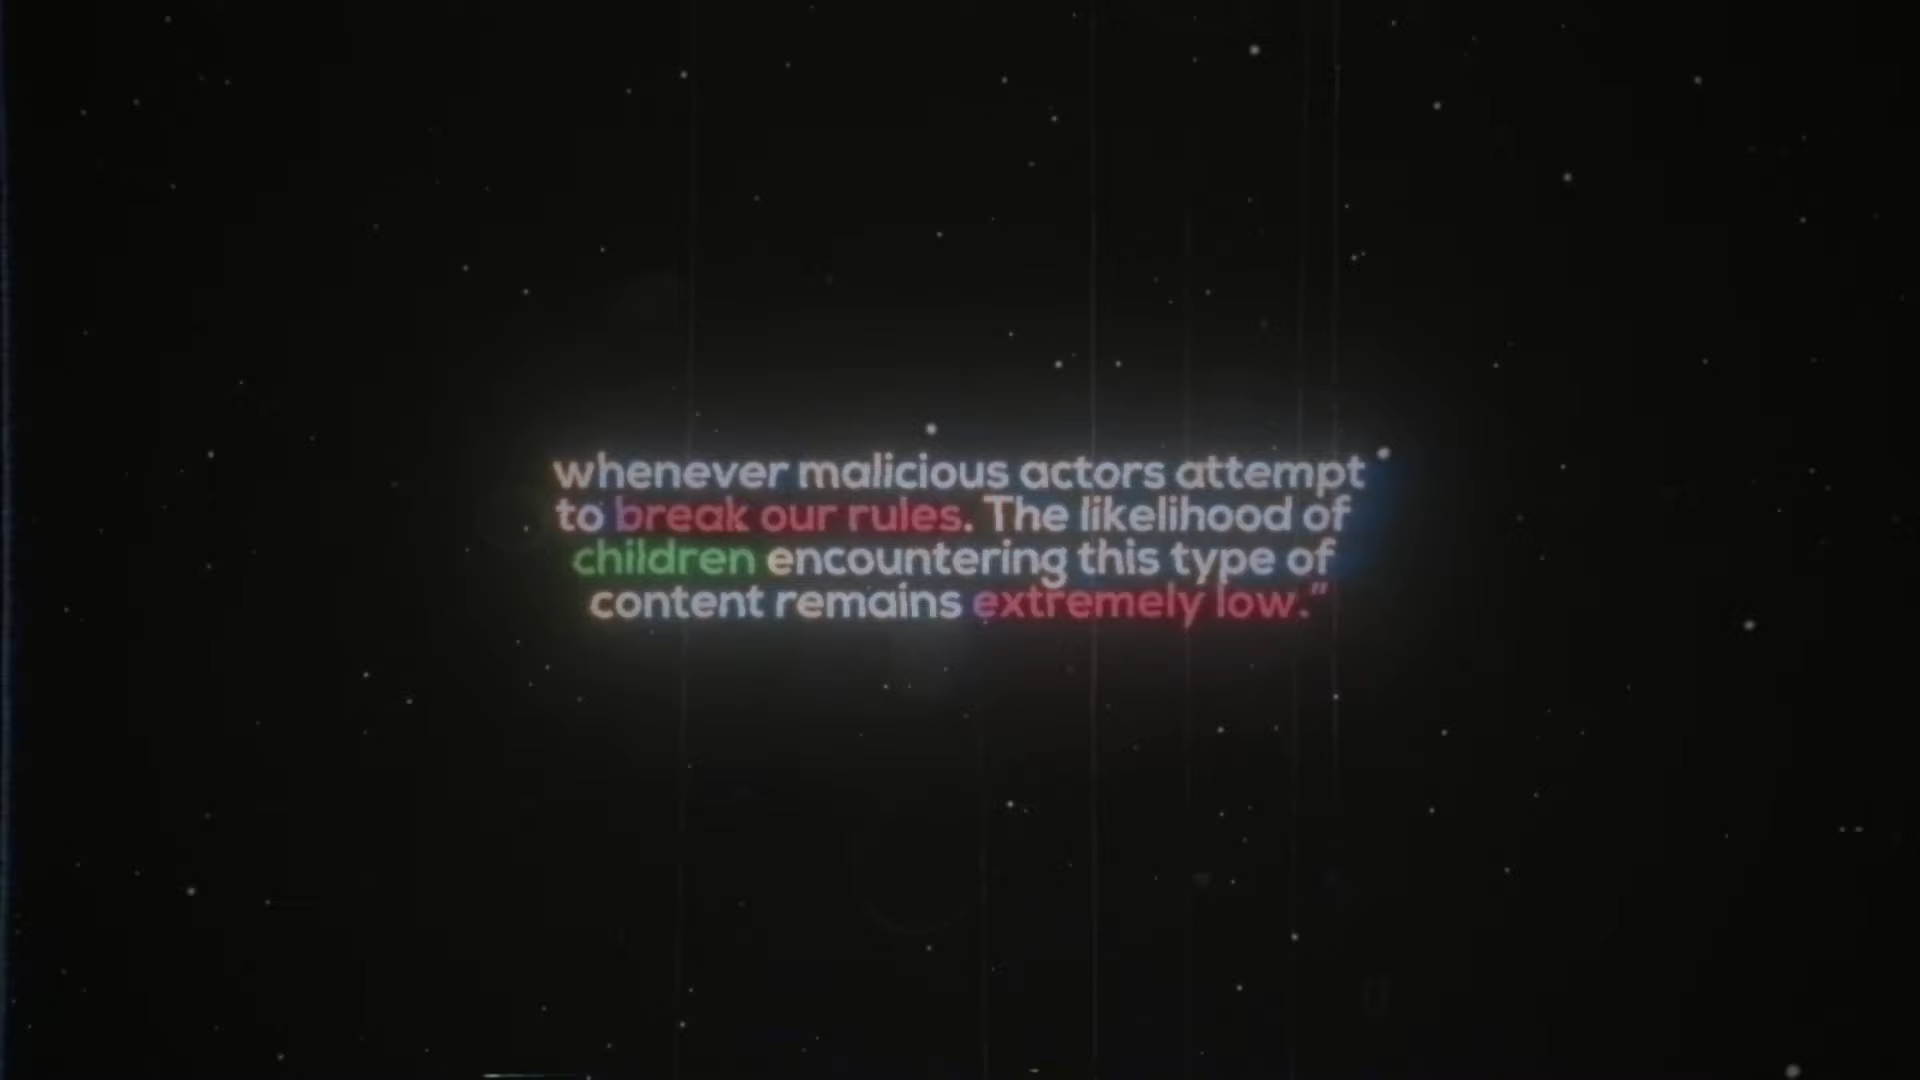 whenever malicious actors attempt
to break our rules. The likelihood of
children encountering this type of
content remains extremely low.”